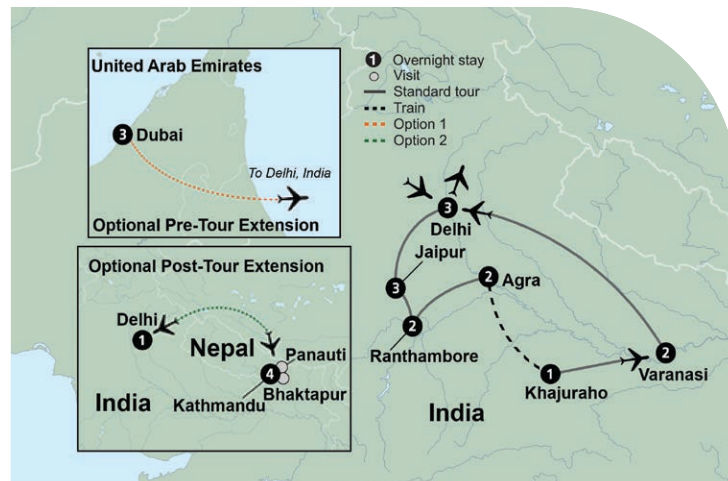 United Arab Emirates
3 Dubai
To Delhi, India
Optional Pre-Tour Extension
1 Overnight stay
Visit
Standard tour
Train
Option 1
Option 2
3
Delhi
Jaipur
3
2 Agra
2
Ranthambore
1
Khajuraho
2
Varanasi
India
Optional Post-Tour Extension
Delhi
1
Nepal
Panauti
4
Bhaktapur
Kathmandu
India